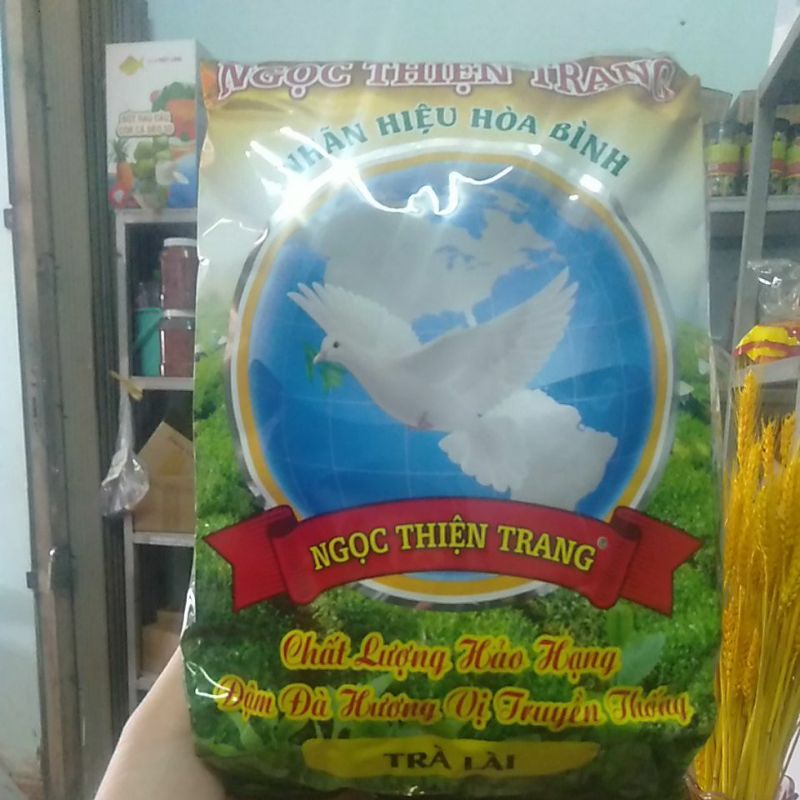 NGỌC THIỆN TRANG
NHÃN HIỆU HÒA BÌNH
NGỌC THIỆN TRANG
Chất Lượng Hảo Hạng
Đậm Đà Hương Vị Truyền Thống
TRÀ LÀI